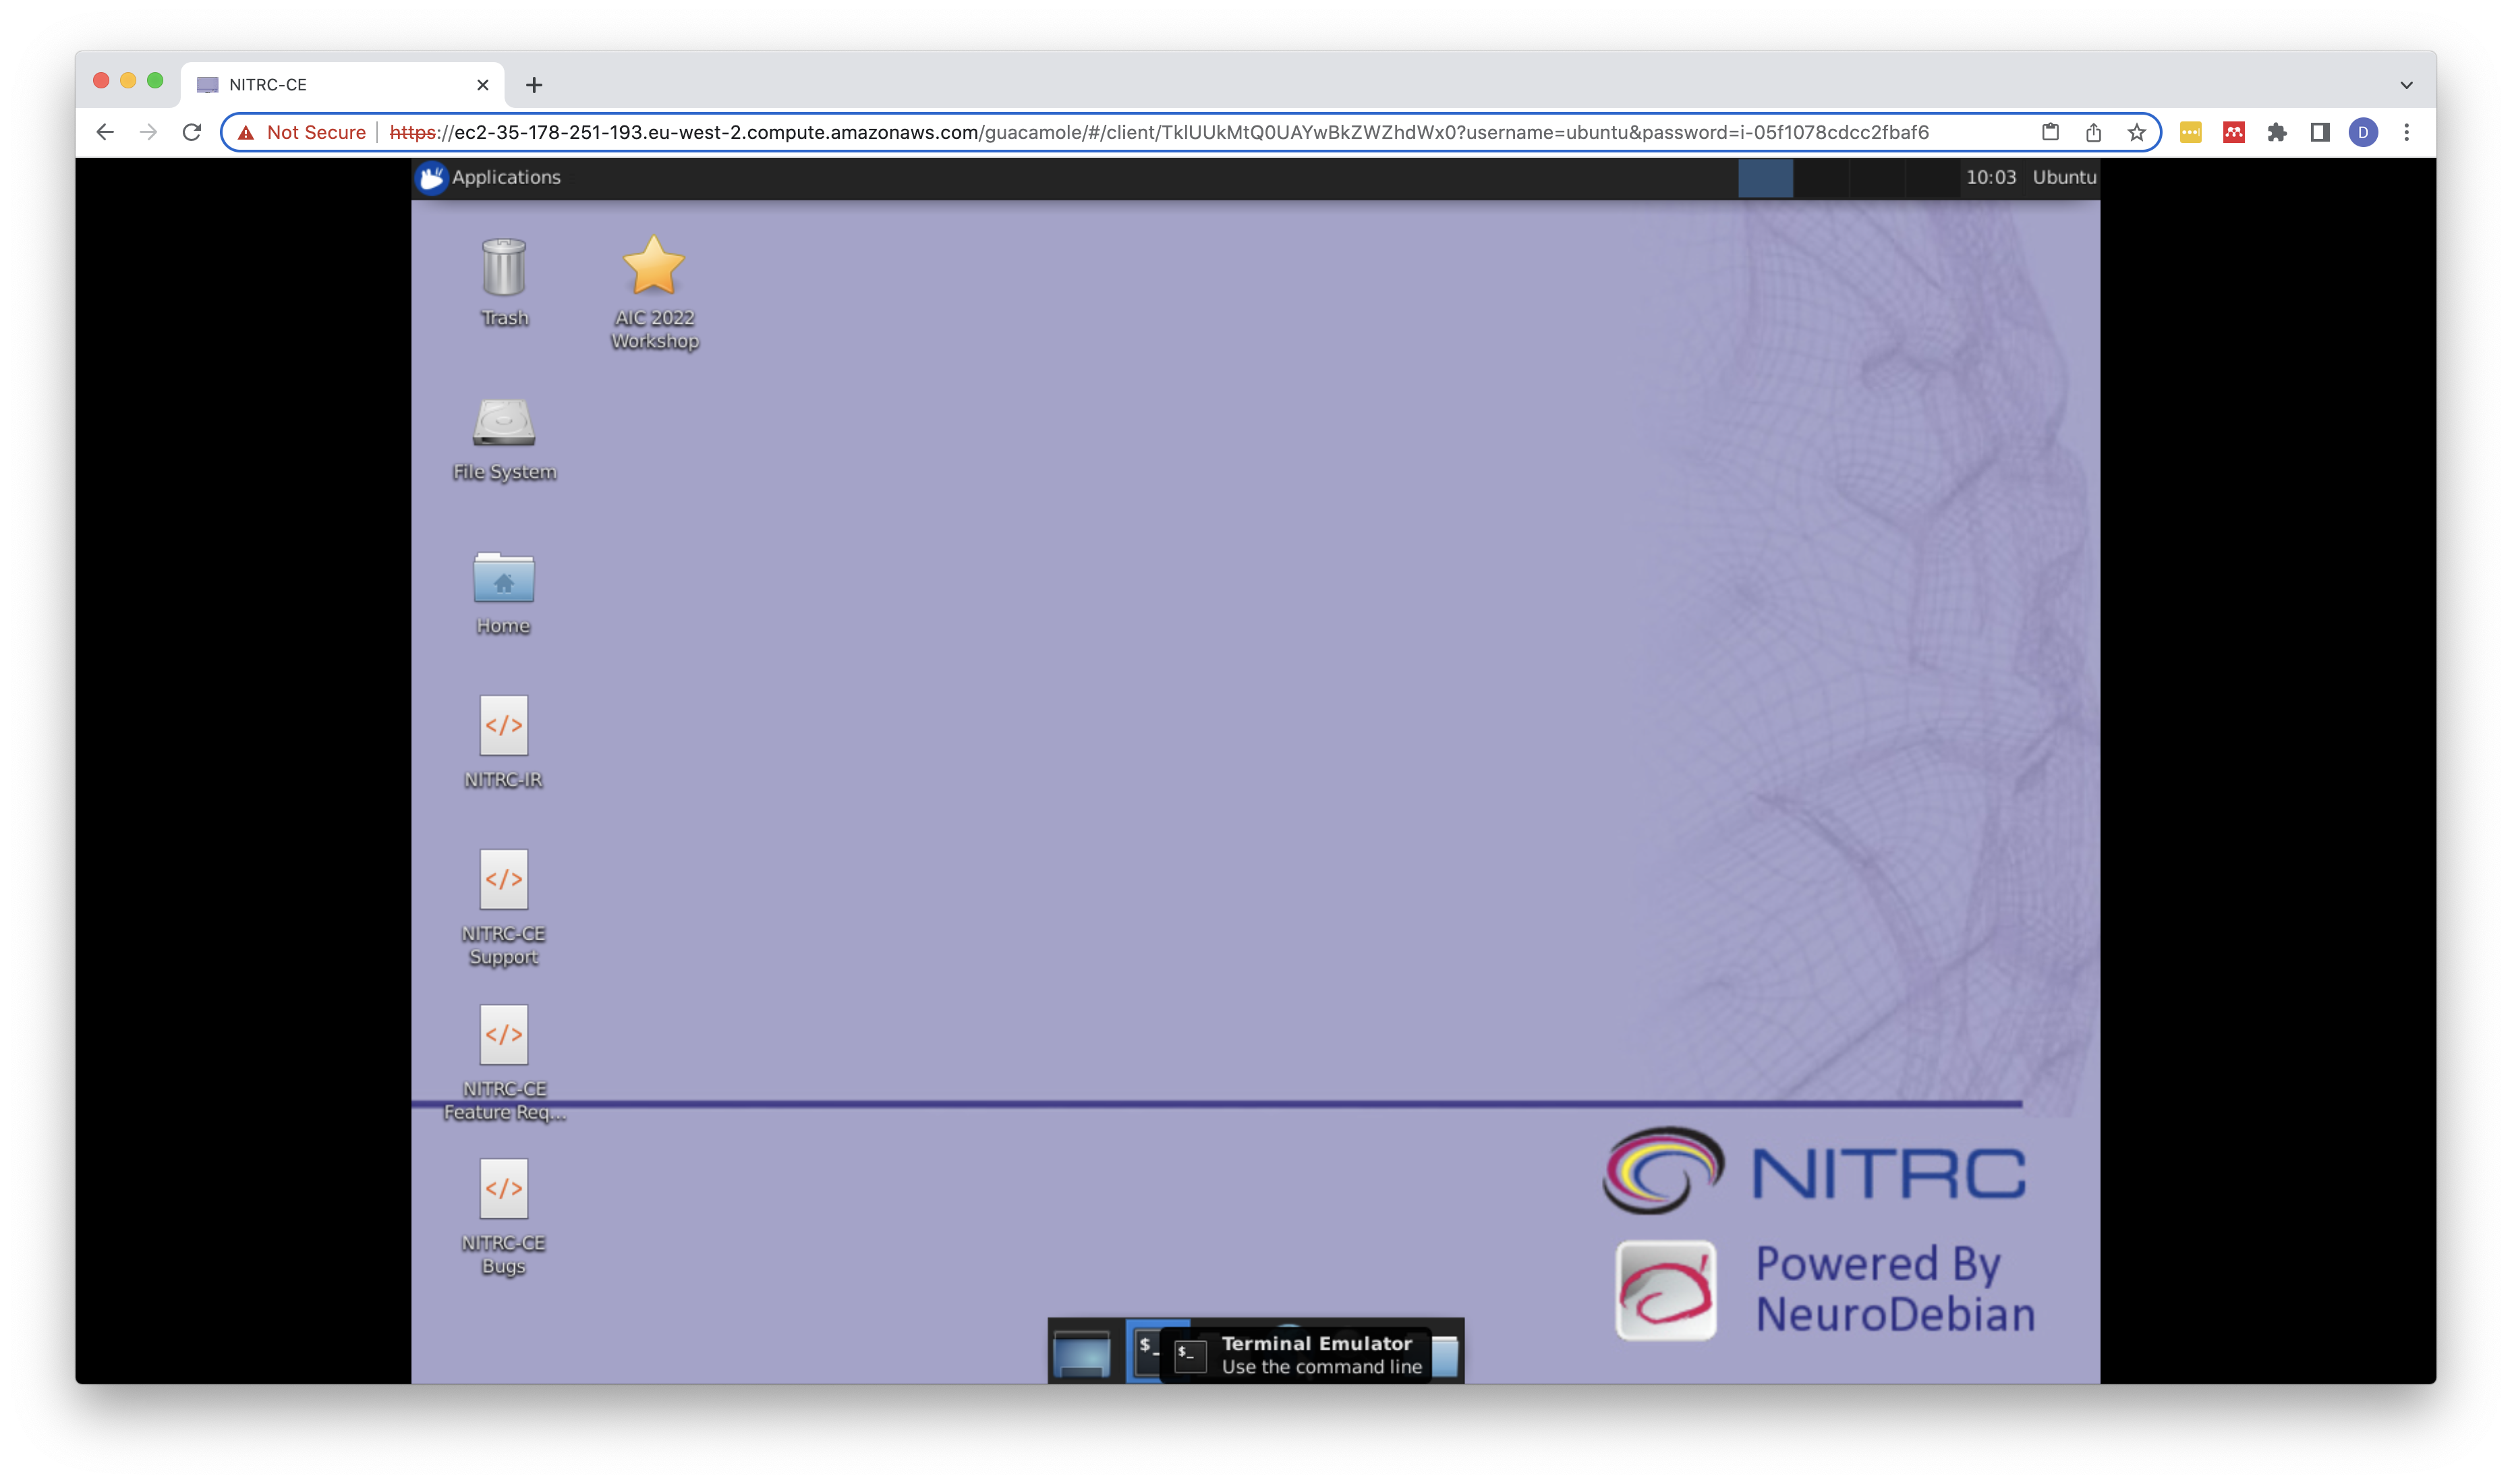 NITRC-CE
Not Secure
https://ec2-35-178-251-193.eu-west-2.compute.amazonaws.com/guacamole/#/client/TklUUkMtQ0UAYwBkZWZhdWx0?username=ubuntu&password=i-05f1078cdcc2fbaf6
D
Applications
10:03 Ubuntu
Trash
AIC 2022
Workshop
File System
Home
</>
NITRC-IR
</>
NITRC-CE
Support
</>
NITRC-CE
Feature Req...
</>
NITRC-CE
Bugs
NITRC
Powered By
NeuroDebian
$_
$_
Terminal Emulator
Use the command line